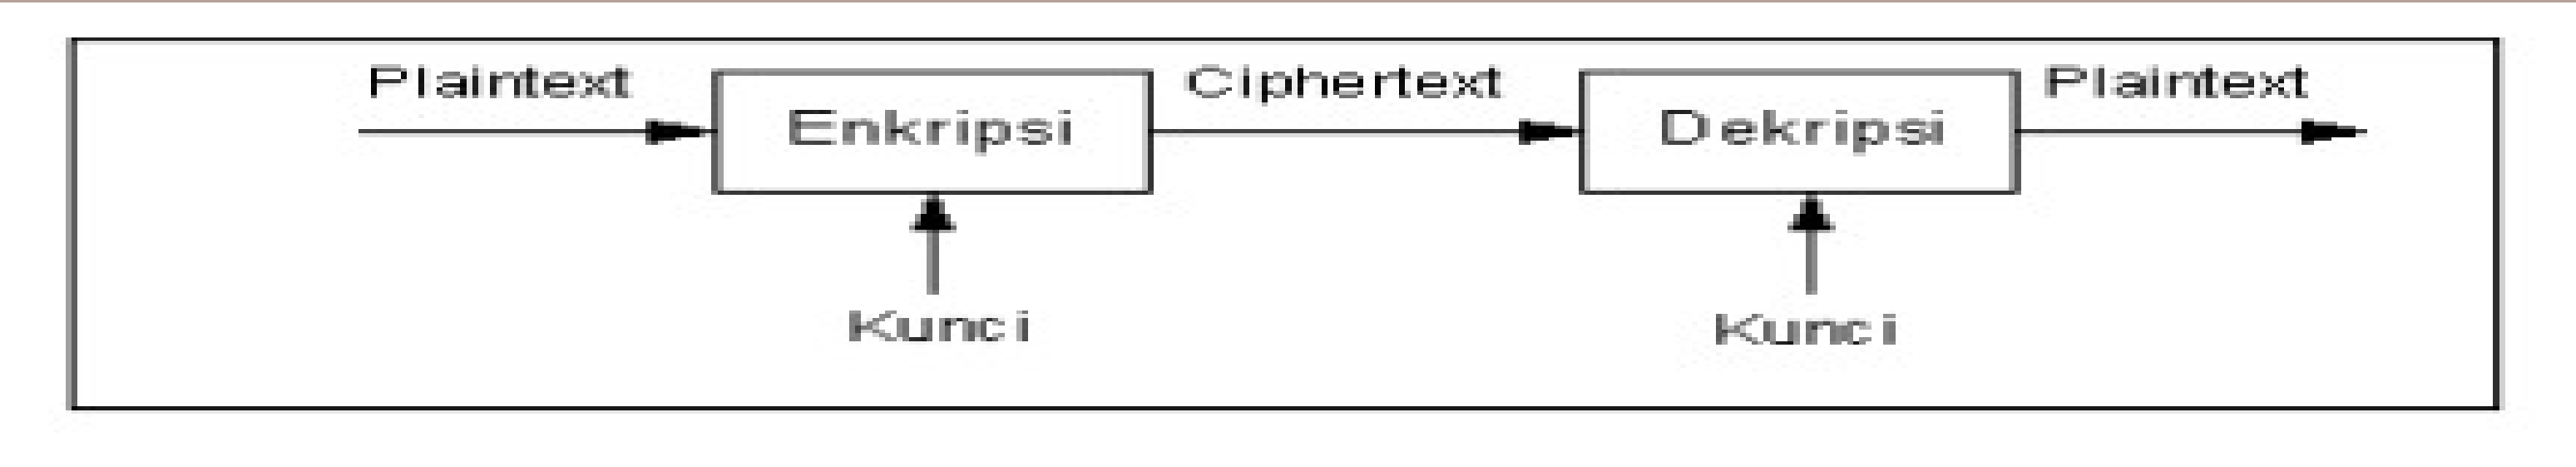 Plaintext Ciphertext Plaintext
Enkripsi Dekripsi
Kunci Kunci